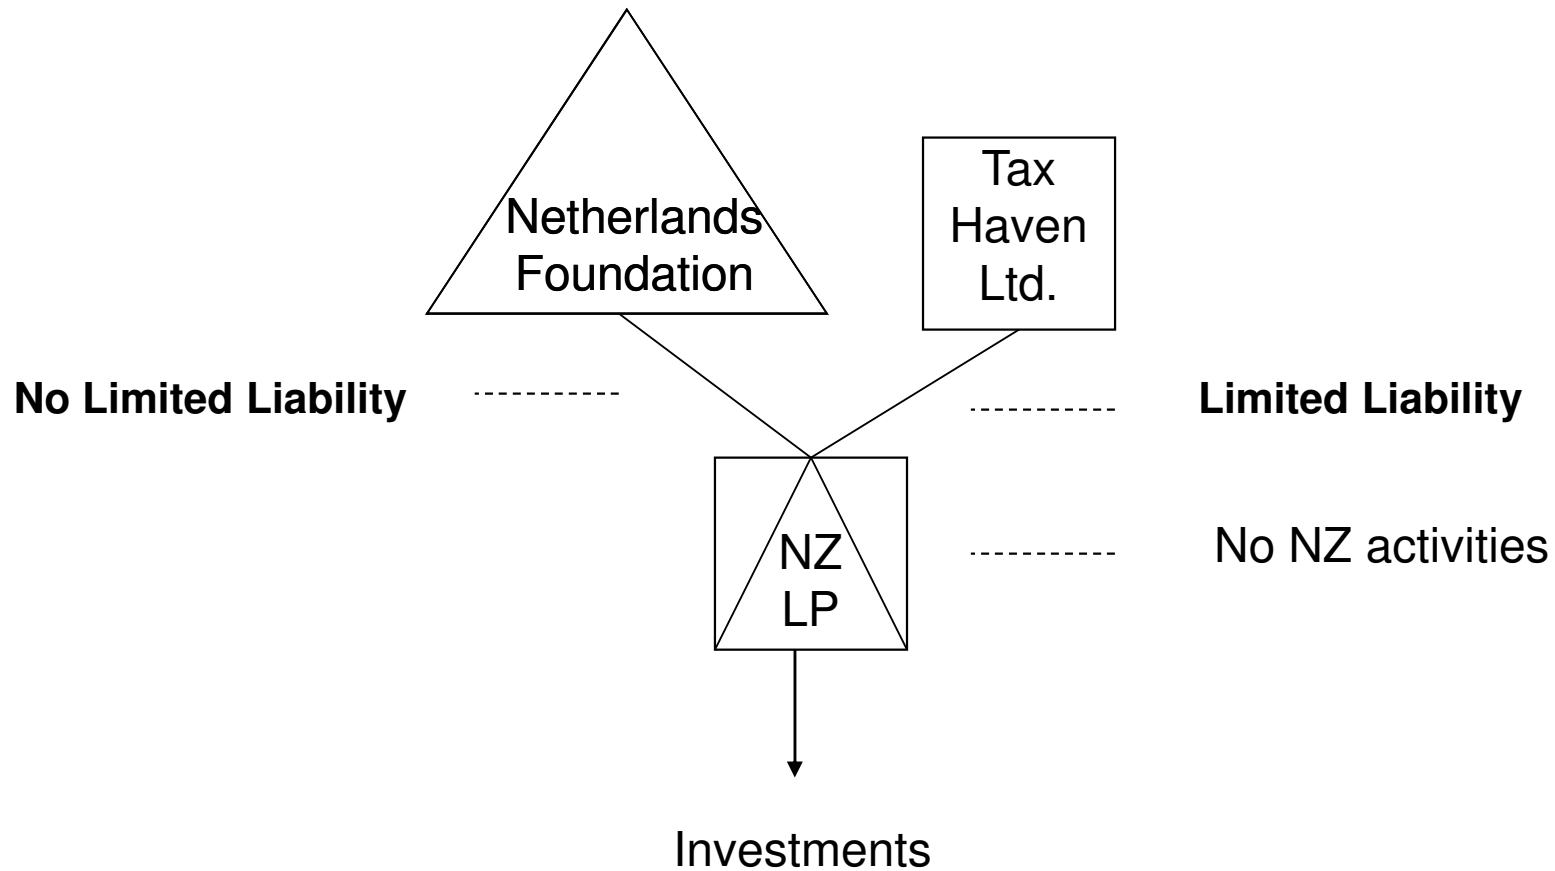 Netherlands
Foundation
Tax
Haven
Ltd.
No Limited Liability
Limited Liability
NZ
LP
No NZ activities
Investments